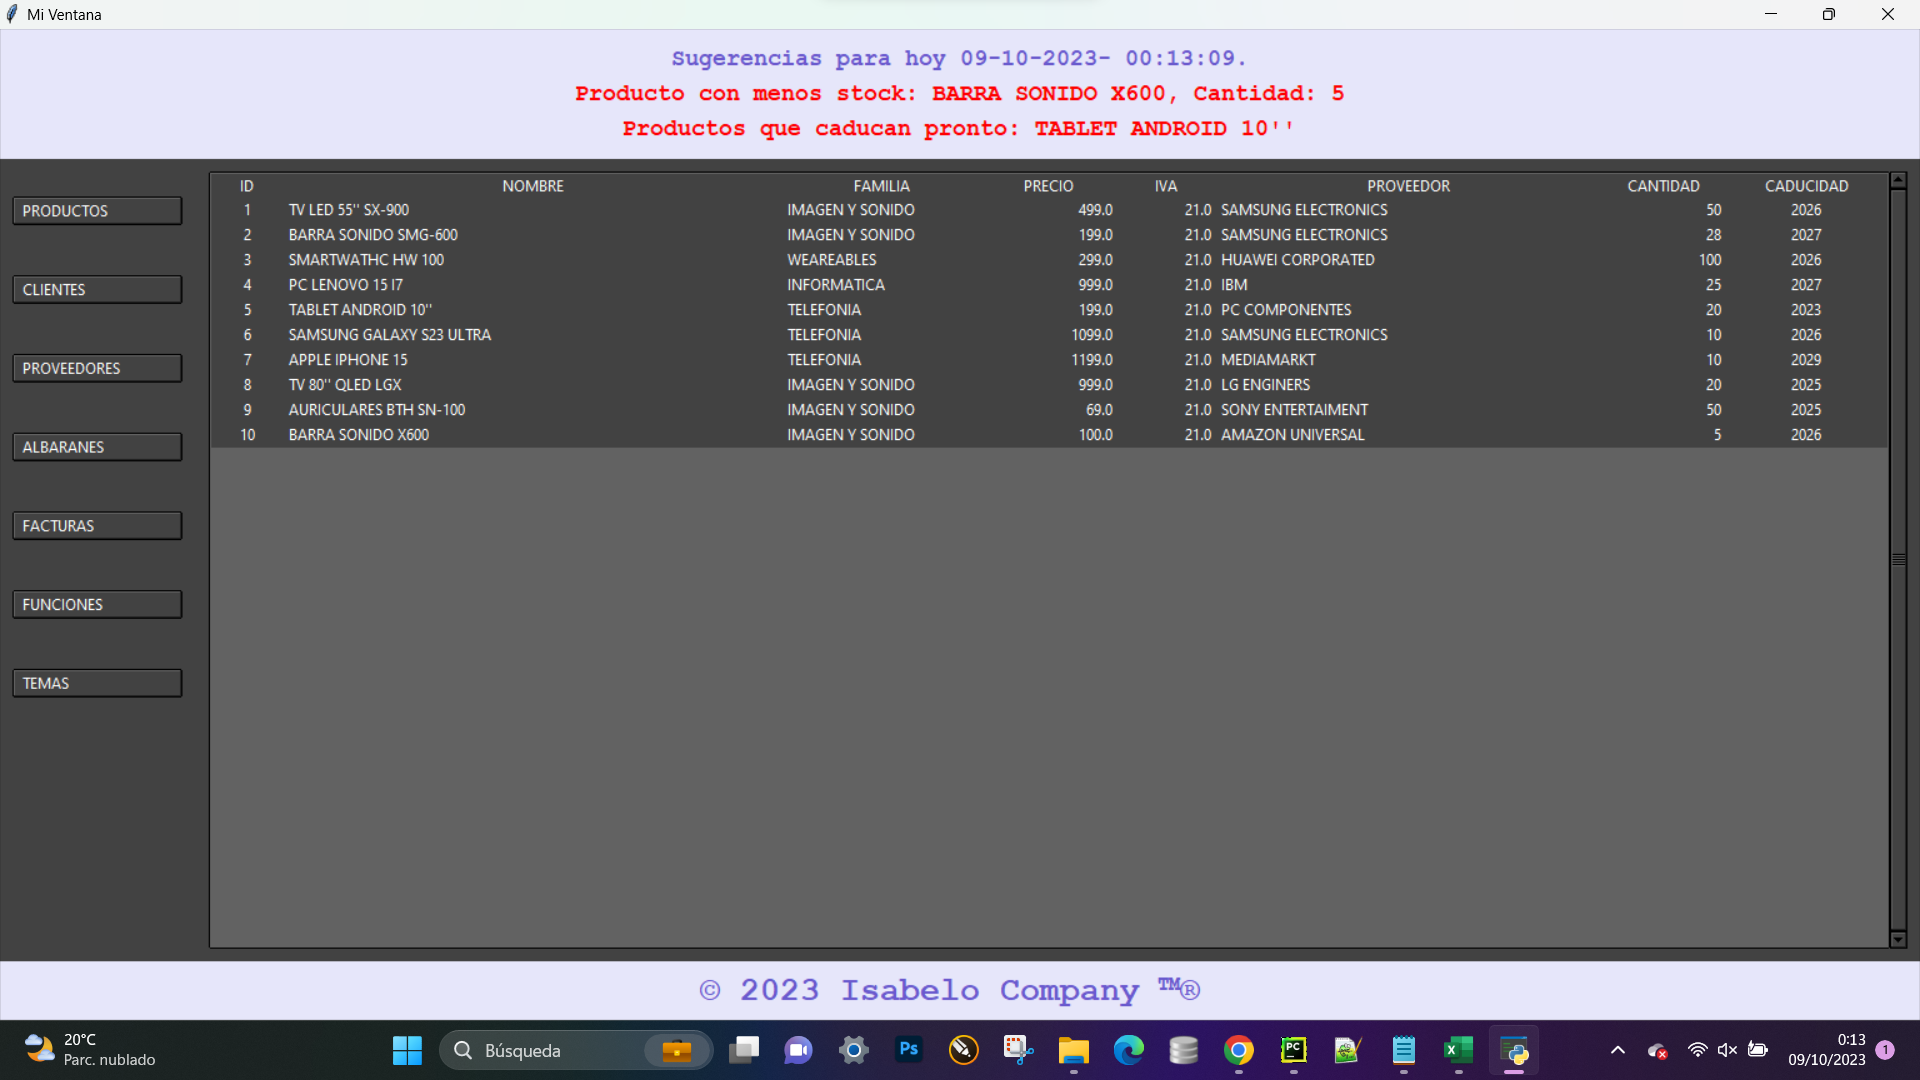 Mi Ventana
Sugerencias para hoy 09-10-2023- 00:13:09.
Producto con menos stock: BARRA SONIDO X600, Cantidad: 5
Productos que caducan pronto: TABLET ANDROID 10''
PRODUCTOS
CLIENTES
PROVEEDORES
ALBARANES
FACTURAS
FUNCIONES
TEMAS
ID NOMBRE FAMILIA PRECIO IVA PROVEEDOR CANTIDAD CADUCIDAD
1 TV LED 55'' SX-900 IMAGEN Y SONIDO 499.0 21.0 SAMSUNG ELECTRONICS 50 2026
2 BARRA SONIDO SMG-600 IMAGEN Y SONIDO 199.0 21.0 SAMSUNG ELECTRONICS 28 2027
3 SMARTWATHC HW 100 WEAREABLES 299.0 21.0 HUAWEI CORPORATED 100 2026
4 PC LENOVO 15 I7 INFORMATICA 999.0 21.0 IBM 25 2027
5 TABLET ANDROID 10'' TELEFONIA 199.0 21.0 PC COMPONENTES 20 2023
6 SAMSUNG GALAXY S23 ULTRA TELEFONIA 1099.0 21.0 SAMSUNG ELECTRONICS 10 2026
7 APPLE IPHONE 15 TELEFONIA 1199.0 21.0 MEDIAMARKT 10 2029
8 TV 80'' QLED LGX IMAGEN Y SONIDO 999.0 21.0 LG ENGINERS 20 2025
9 AURICULARES BTH SN-100 IMAGEN Y SONIDO 69.0 21.0 SONY ENTERTAIMENT 50 2025
10 BARRA SONIDO X600 IMAGEN Y SONIDO 100.0 21.0 AMAZON UNIVERSAL 5 2026
© 2023 Isabelo Company ™®
20°C
Parc. nublado
Búsqueda
Ps
PC
X
0:13
09/10/2023
1